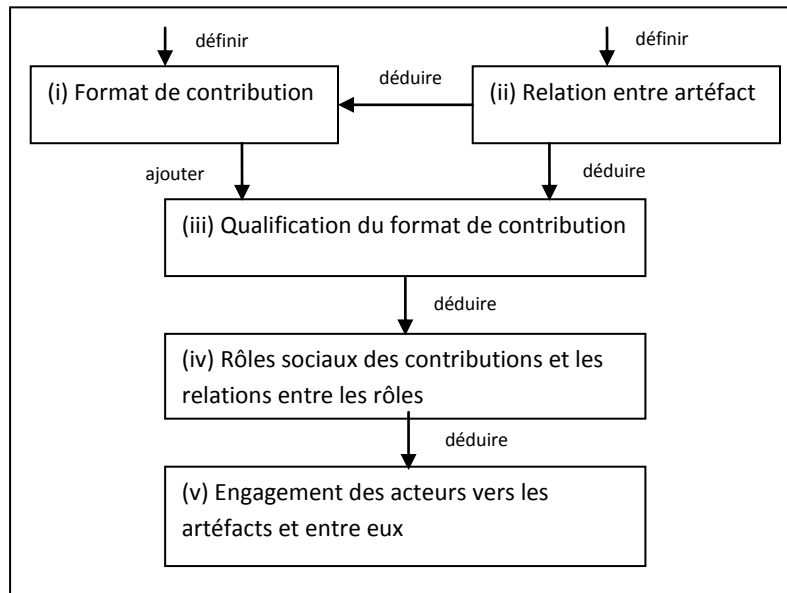 définir
définir
(i) Format de contribution
déduire
(ii) Relation entre artéfact
ajouter
déduire
(iii) Qualification du format de contribution
déduire
(iv) Rôles sociaux des contributions et les
relations entre les rôles
déduire
(v) Engagement des acteurs vers les
artéfacts et entre eux